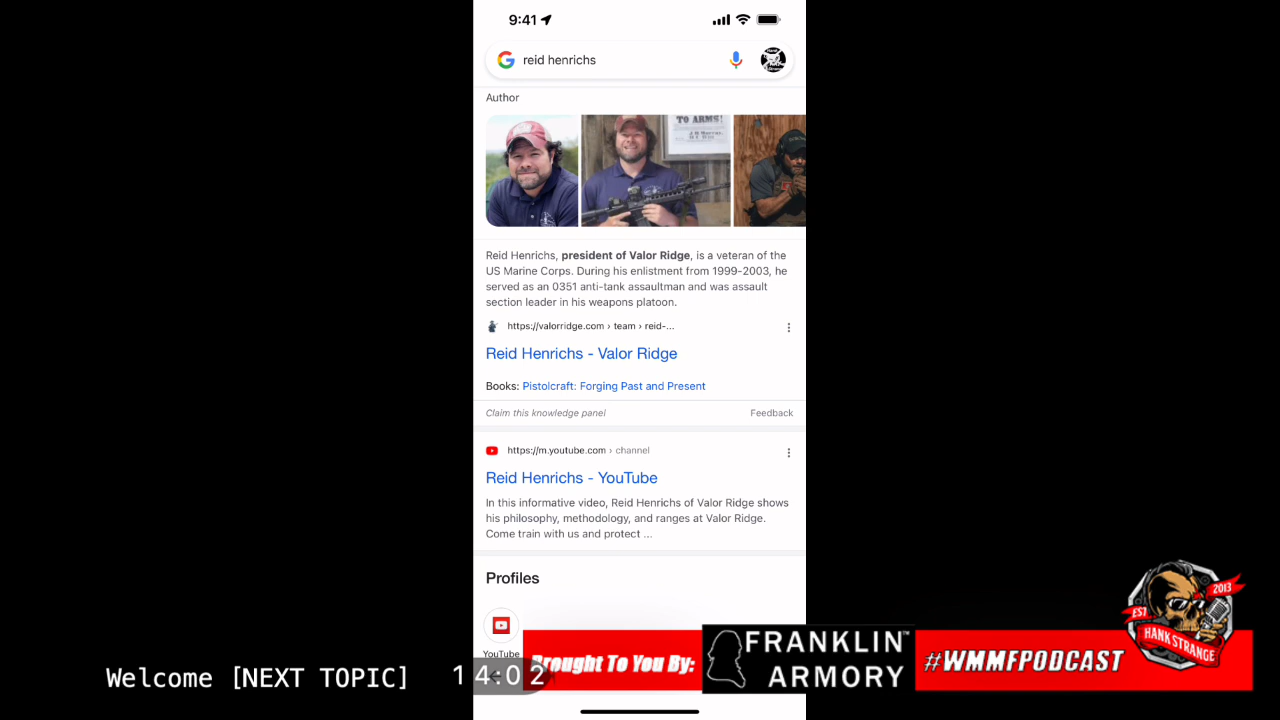 9:41
reid henrichs
Author
TO ARMS!
Reid Henrichs, president of Valor Ridge, is a veteran of the
US Marine Corps. During his enlistment from 1999-2003, he
served as an 0351 anti-tank assaultman and was assault
section leader in his weapons platoon.
https://valorridge.com › team › reid-...
Reid Henrichs - Valor Ridge
Books: Pistolcraft: Forging Past and Present
Claim this knowledge panel
Feedback
https://m.youtube.com › channel
Reid Henrichs - YouTube
In this informative video, Reid Henrichs of Valor Ridge shows
his philosophy, methodology, and ranges at Valor Ridge.
Come train with us and protect ...
Profiles
YouTube
Welcome [NEXT TOPIC]
14:02
Brought To You By:
FRANKLIN™
ARMORY
#WMMFPODCAST
EST
2013
HANK STRANGE